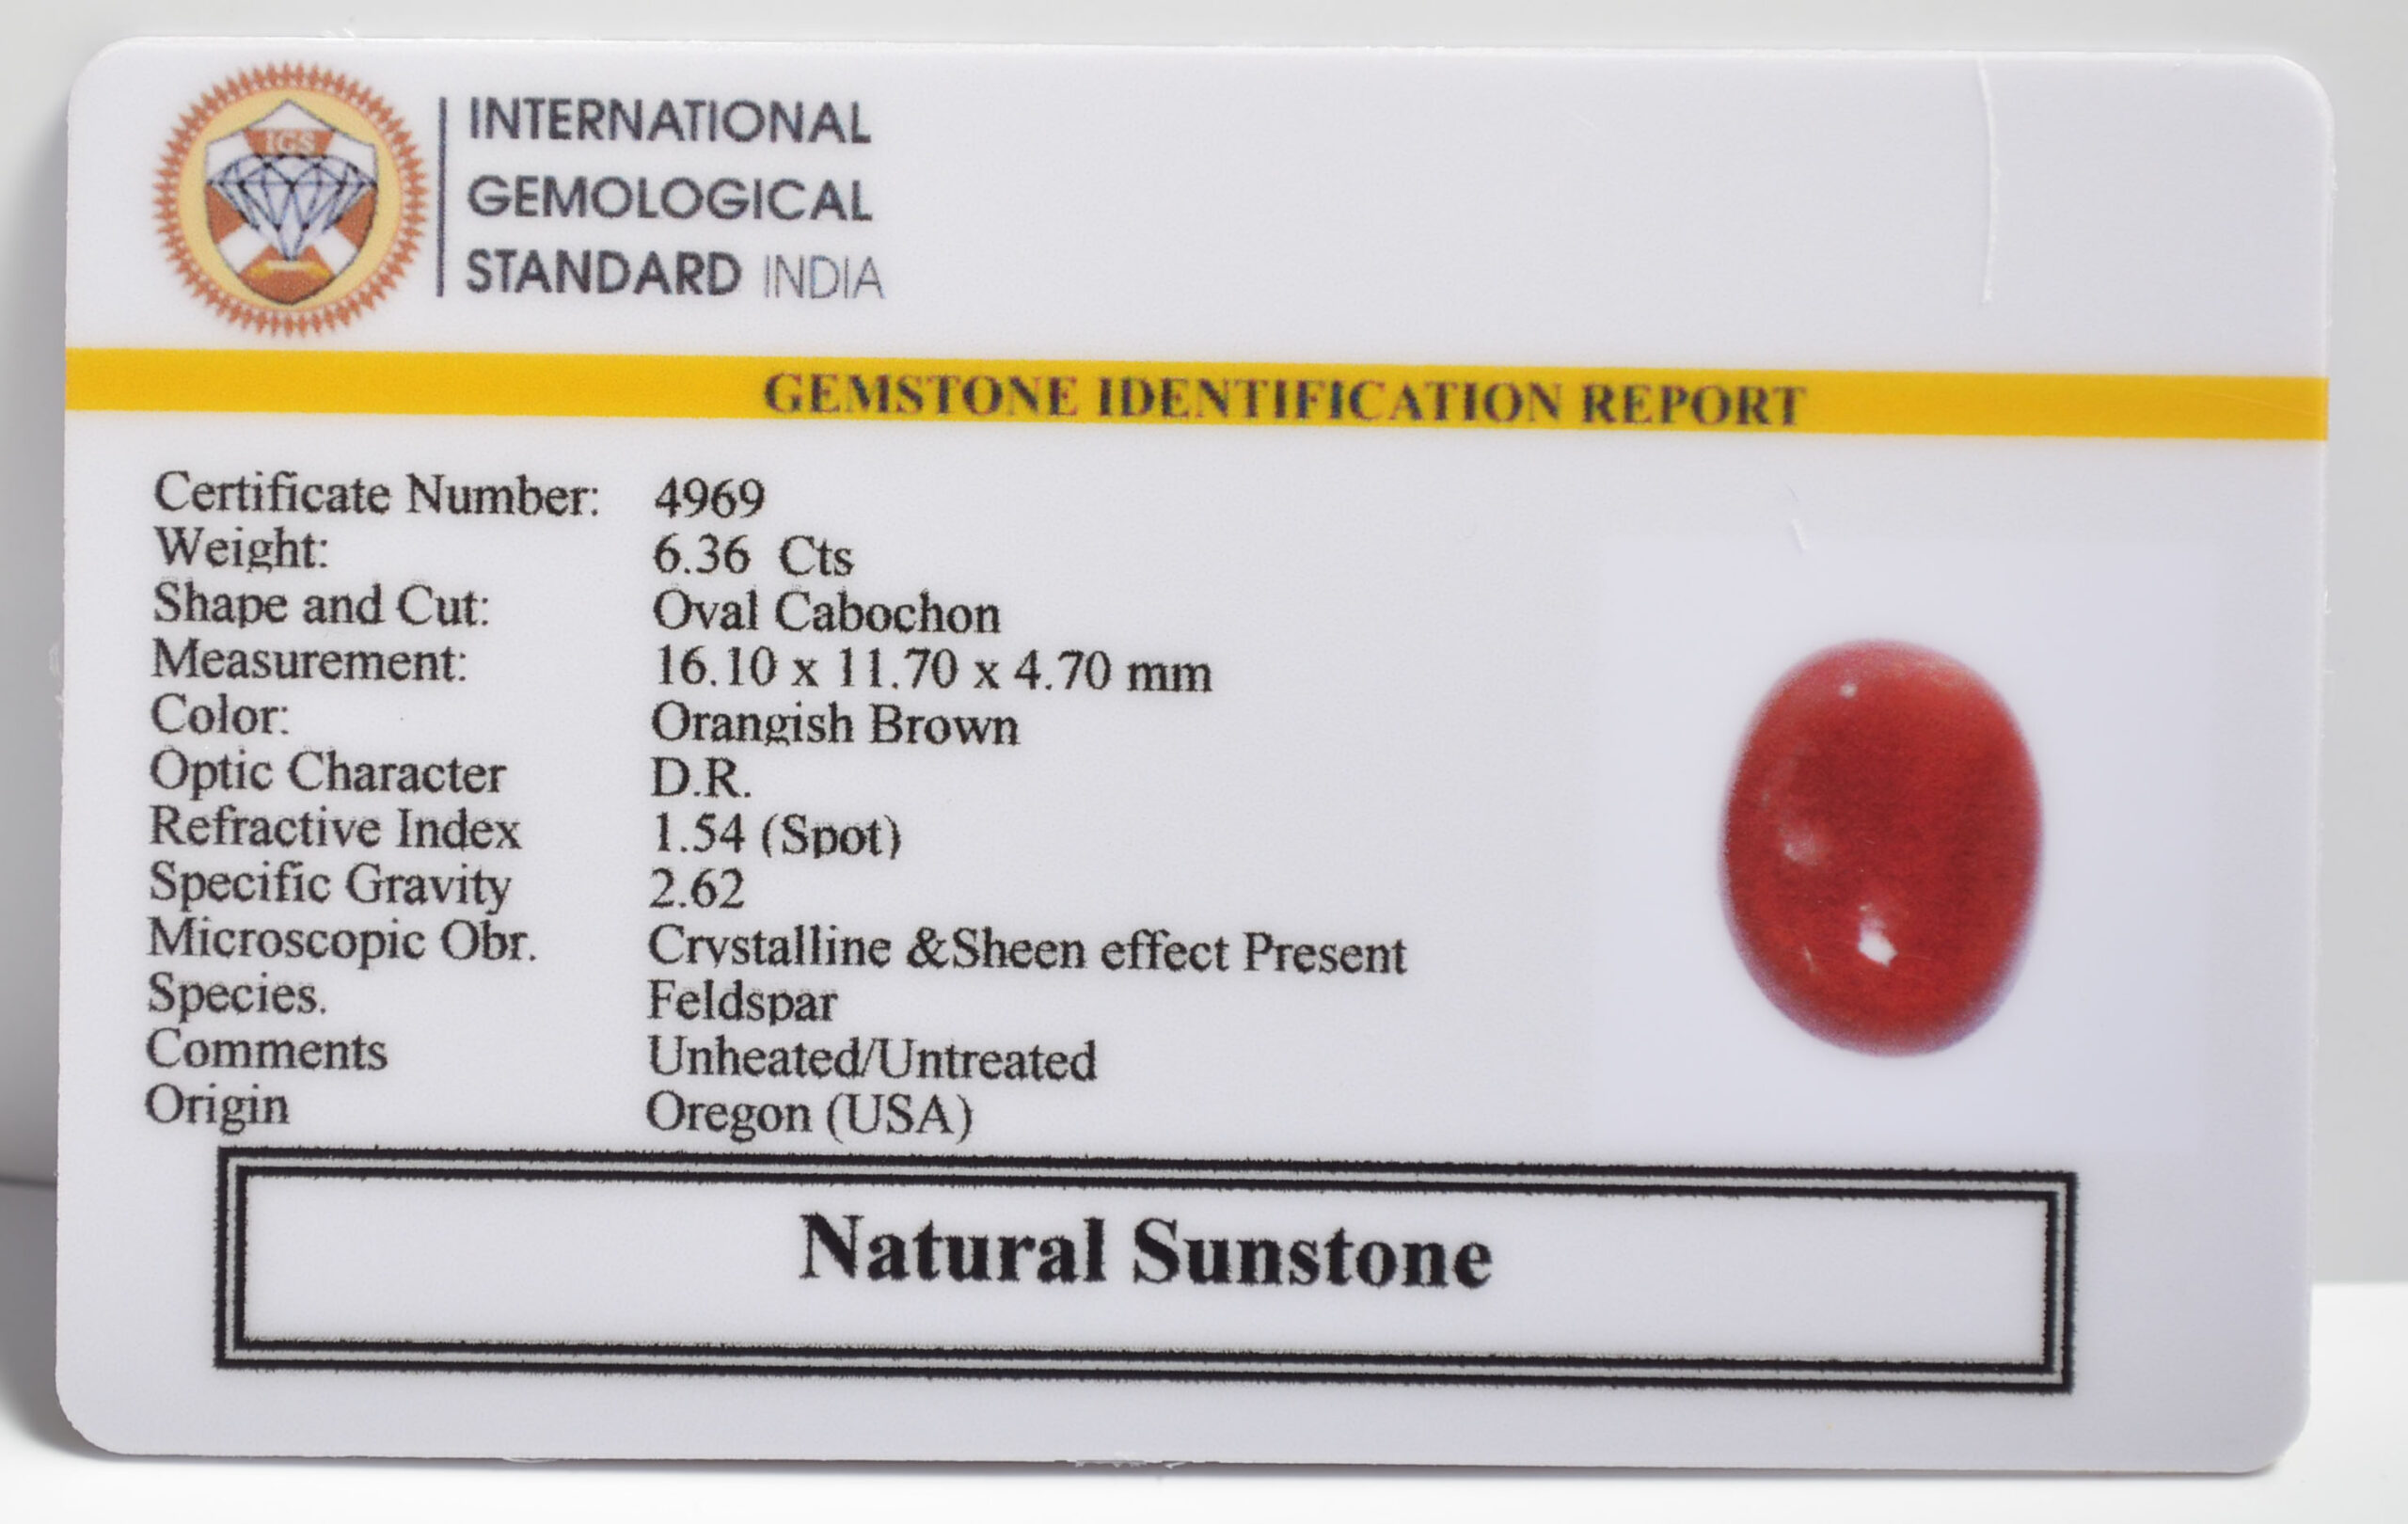 IGS
INTERNATIONAL
GEMOLOGICAL
STANDARD INDIA
GEMSTONE IDENTIFICATION REPORT
Certificate Number: 4969
Weight: 6.36 Cts
Shape and Cut: Oval Cabochon
Measurement: 16.10 x 11.70 x 4.70 mm
Color: Orangish Brown
Optic Character D.R.
Refractive Index 1.54 (Spot)
Specific Gravity 2.62
Microscopic Obr. Crystalline &Sheen effect Present
Species. Feldspar
Comments Unheated/Untreated
Origin Oregon (USA)
Natural Sunstone